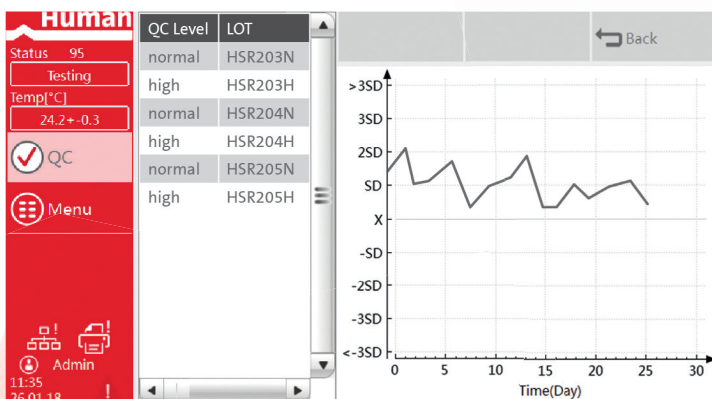 Human
Status 95
Testing
Temp[°C]
24.2+-0.3
QC
Menu
Admin
11:35
26.01.18
!
QC Level LOT
normal HSR203N
high HSR203H
normal HSR204N
high HSR204H
normal HSR205N
high HSR205H
Back
>3SD
3SD
2SD
SD
X
-SD
-2SD
-3SD
<-3SD
0 5 10 15 20 25 30
Time(Day)